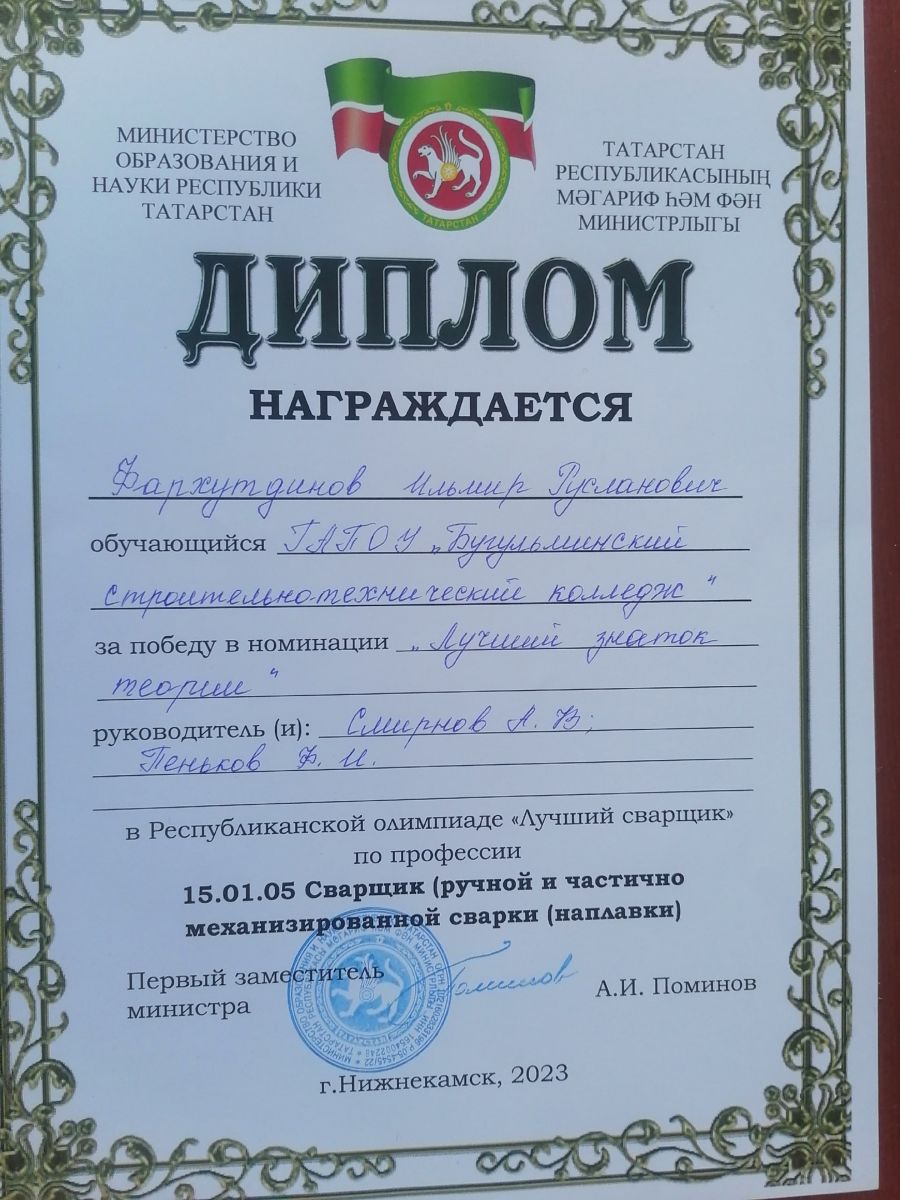 МИНИСТЕРСТВО
ОБРАЗОВАНИЯ И
НАУКИ РЕСПУБЛИКИ
ТАТАРСТАН
ТАТАРСТАН
ТАТАРСТАН
РЕСПУБЛИКАСЫНЫҢ
МӘГАРИФ ҺӘМ ФӘН
МИНИСТРЛЫГЫ
ДИПЛОМ
НАГРАЖДАЕТСЯ
Фархутдинов Ильмир Русланович
обучающийся ГАПОУ „Бугульминский
строительно-технический колледж"
за победу в номинации „Лучший знаток
теории"
руководитель (и): Смирнов А. В;
Пеньков Ф. И.
в Республиканской олимпиаде «Лучший сварщик»
по профессии
15.01.05 Сварщик (ручной и частично
механизированной сварки (наплавки)
Первый заместитель
министра
А.И. Поминов
г.Нижнекамск, 2023